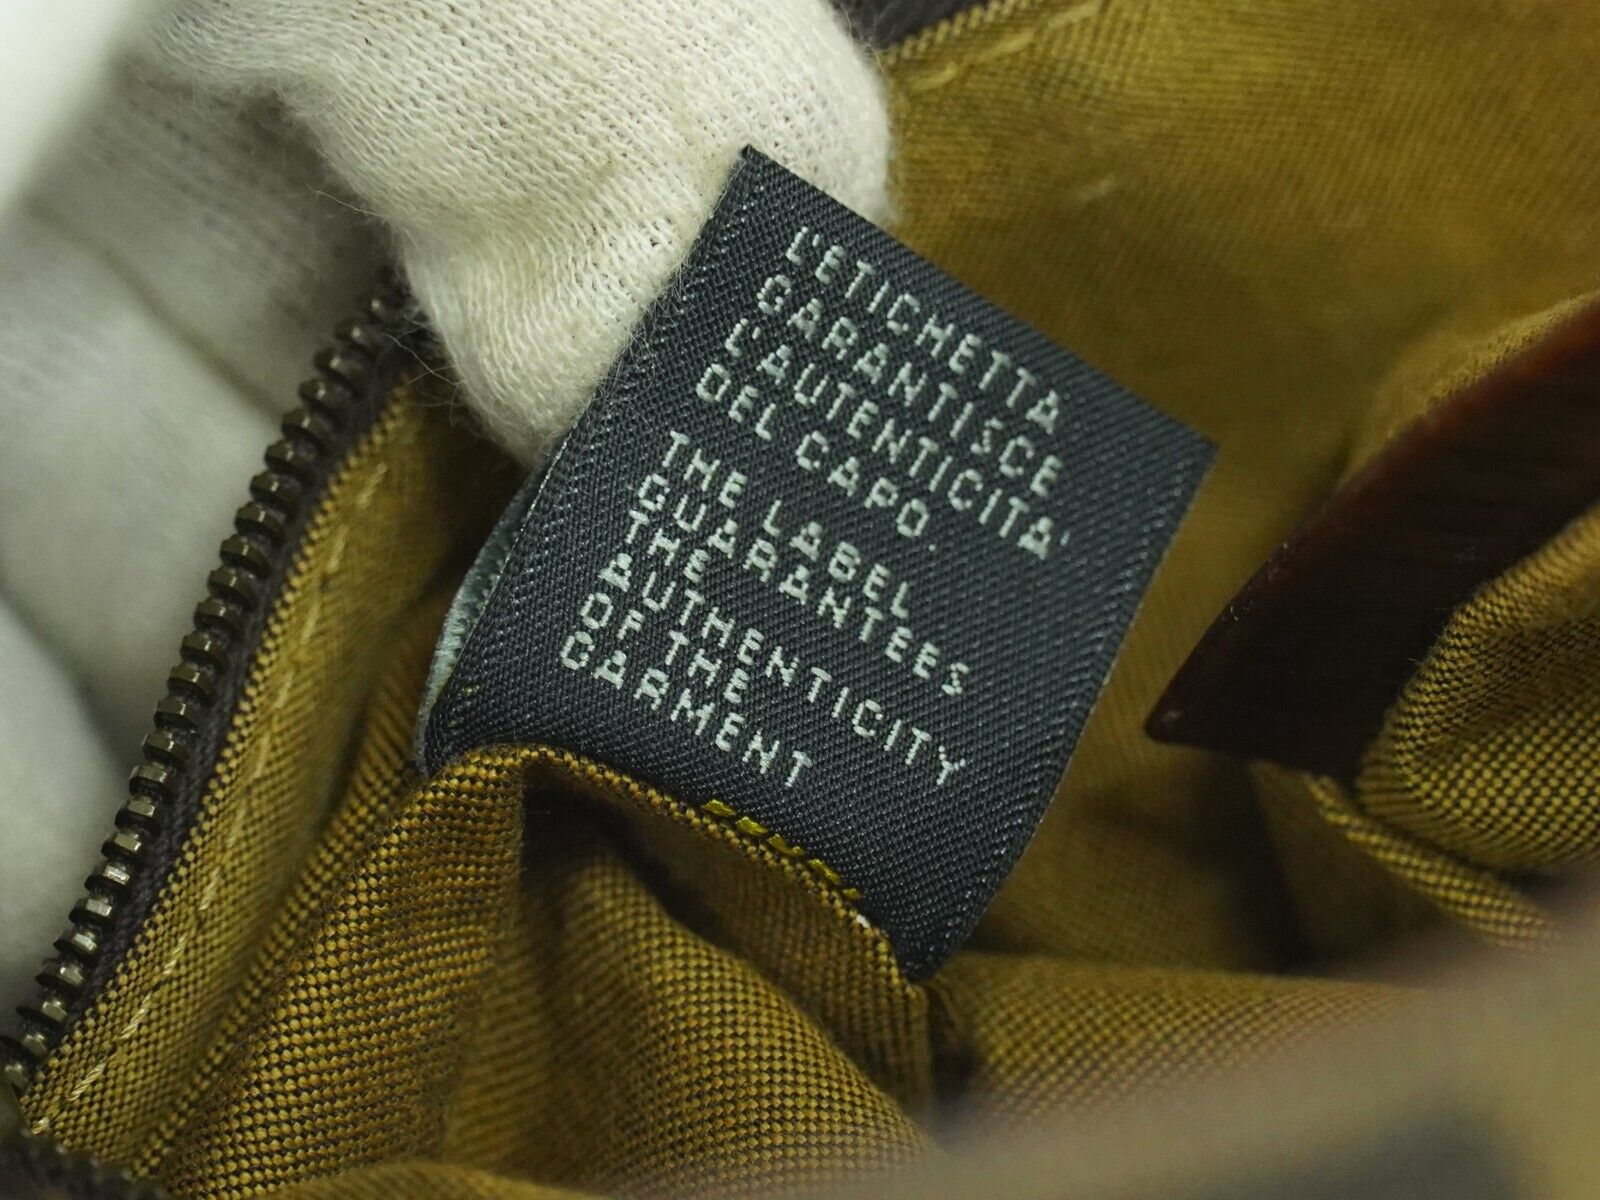 L'ETICHETTA
GARANTISCE
L'AUTENTICITA'
DEL CAPO.
THE LABEL
GUARANTEES
THE
AUTHENTICITY
OF THE
GARMENT